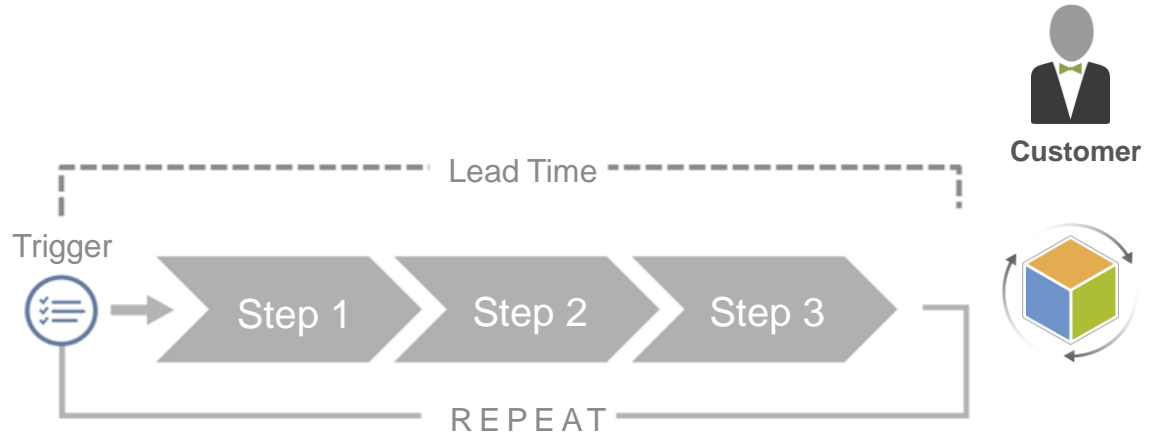 Customer
Lead Time
Trigger
Step 1
Step 2
Step 3
REPEAT